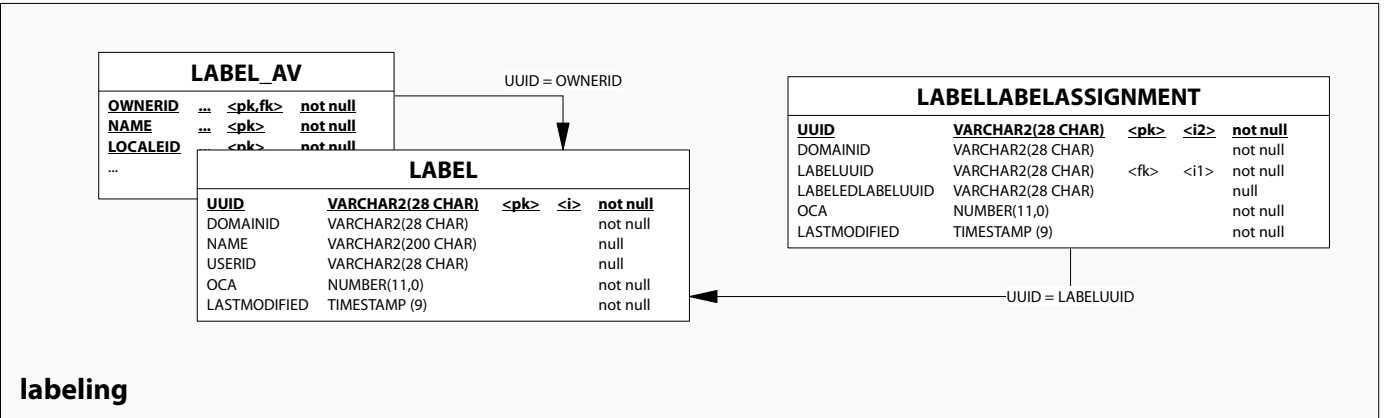 LABEL_AV
UUID = OWNERID
OWNERID ... <pk,fk> not null
NAME ... <pk> not null
LOCALEID ... <pk> not null
...
LABELLABELASSIGNMENT
UUID VARCHAR2(28 CHAR) <pk> <i2> not null
DOMAINID VARCHAR2(28 CHAR) not null
LABELUUID VARCHAR2(28 CHAR) <fk> <i1> not null
LABELEDLABELUUID VARCHAR2(28 CHAR) null
OCA NUMBER(11,0) not null
LASTMODIFIED TIMESTAMP (9) not null
LABEL
UUID VARCHAR2(28 CHAR) <pk> <i> not null
DOMAINID VARCHAR2(28 CHAR) not null
NAME VARCHAR2(200 CHAR) null
USERID VARCHAR2(28 CHAR) null
OCA NUMBER(11,0) not null
LASTMODIFIED TIMESTAMP (9) not null
UUID = LABELUUID
labeling